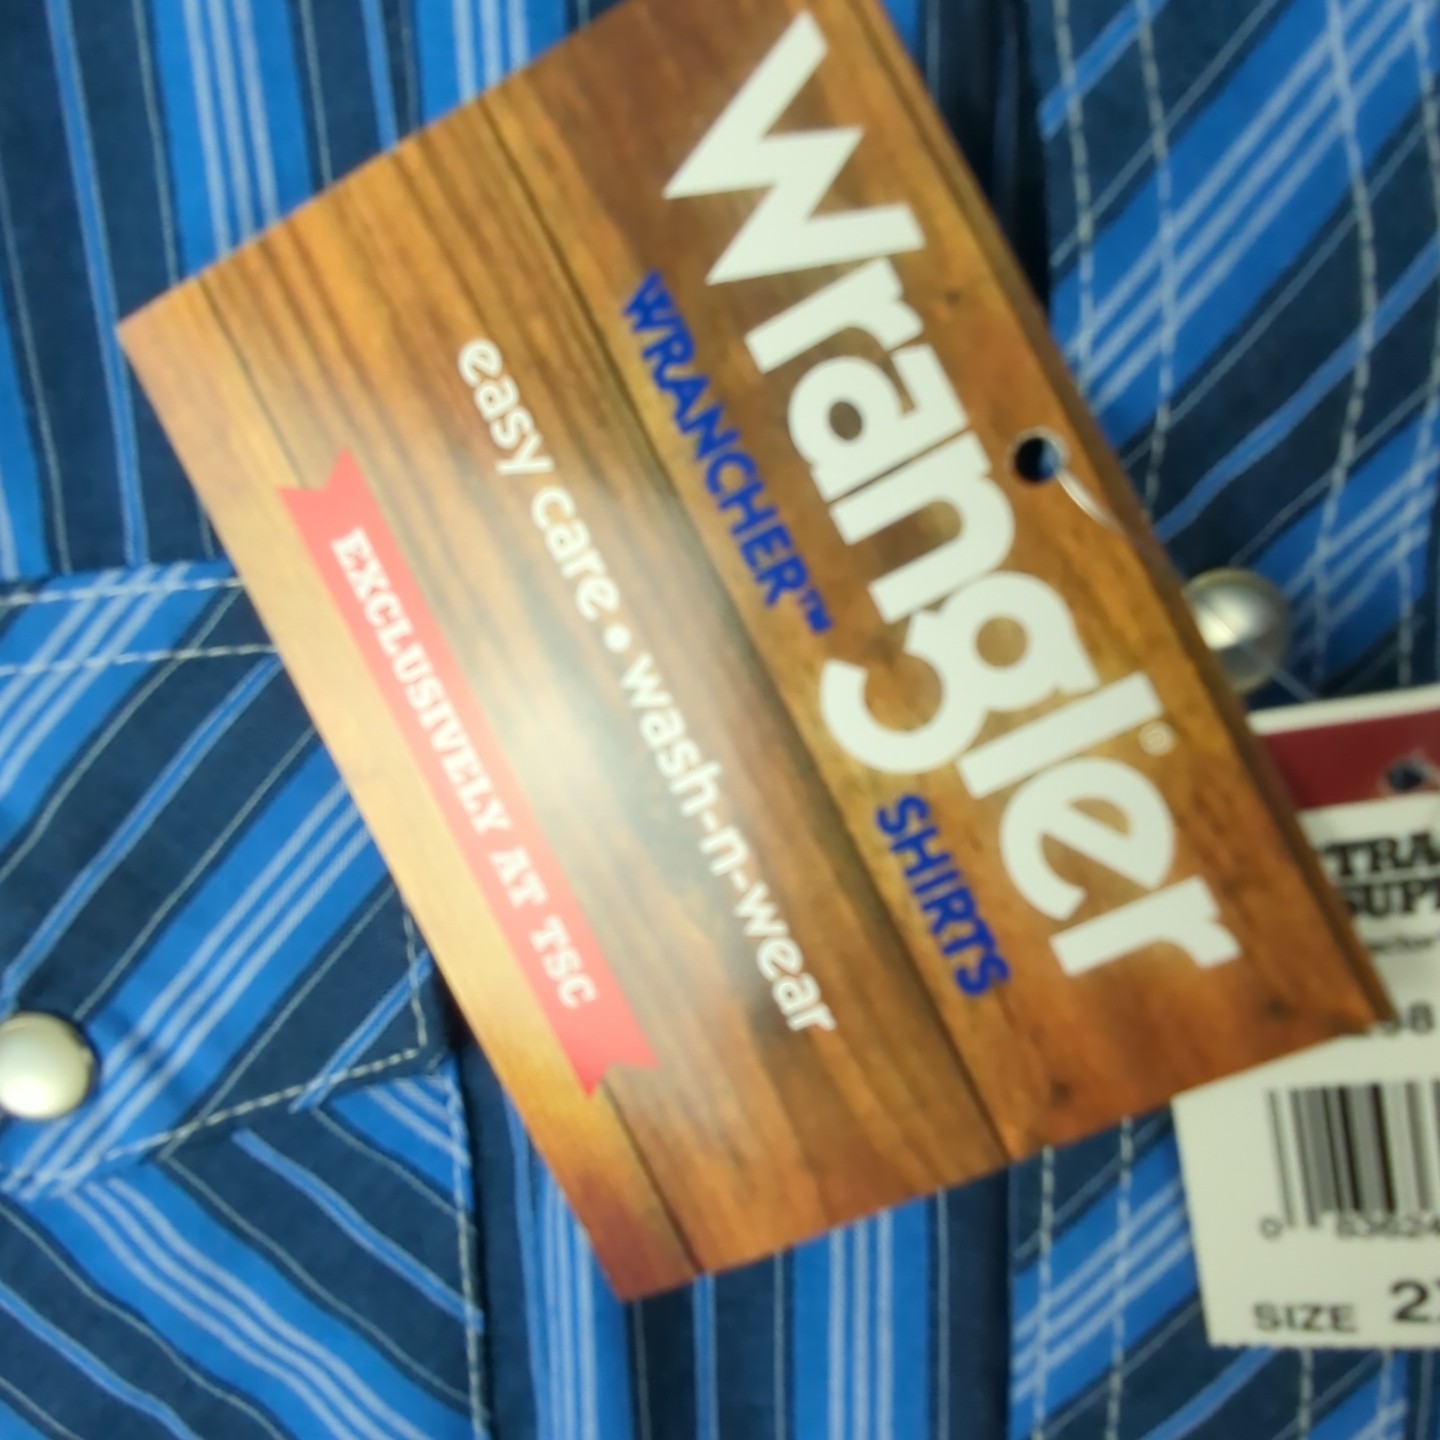 Wrangler®
WRANCHER™ SHIRTS
easy care • wash-n-wear
EXCLUSIVELY AT TSC
SIZE